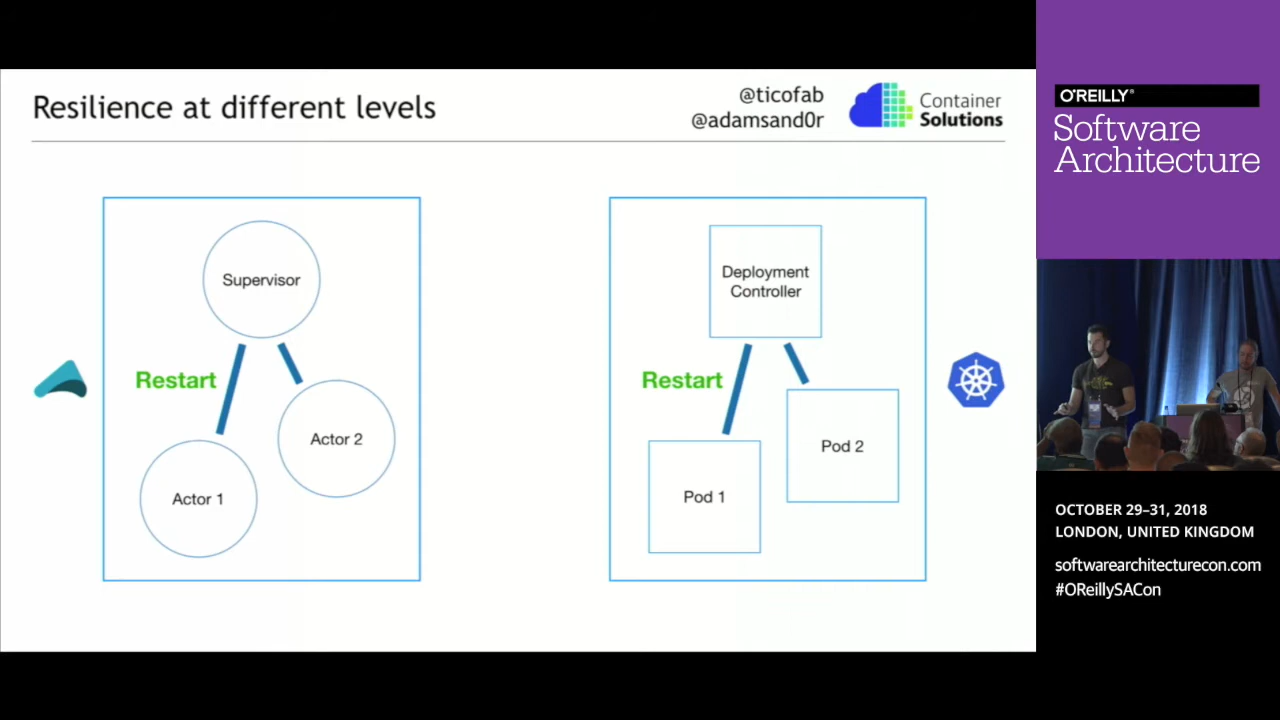 Resilience at different levels
@ticofab
@adamsand0r
Container
Solutions
Supervisor
Restart
Actor 2
Actor 1
Deployment
Controller
Restart
Pod 2
Pod 1
O'REILLY®
Software
Architecture
OCTOBER 29–31, 2018
LONDON, UNITED KINGDOM
softwarearchitecturecon.com
#OReillySACon